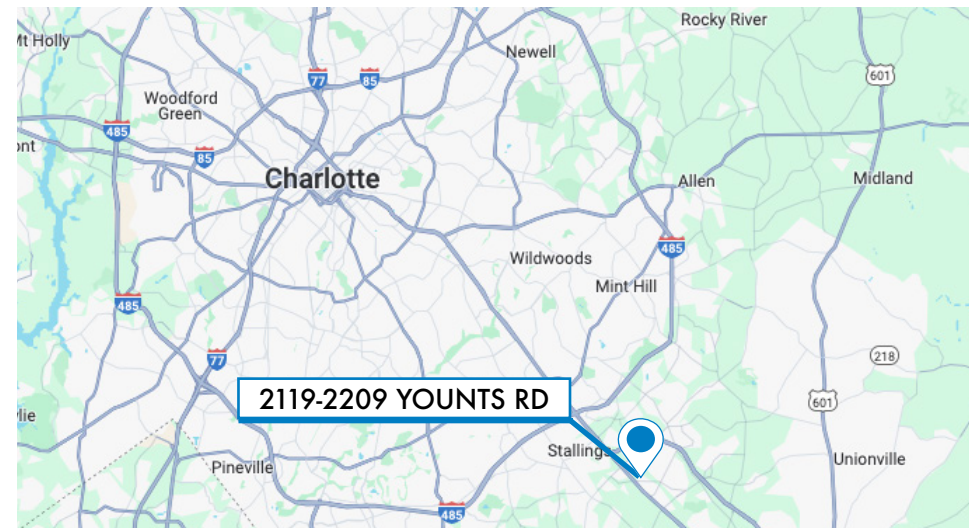 Rocky River
Mt Holly
Newell
601
77
85
Woodford
Green
485
ont
85
Charlotte
Allen
Midland
485
Wildwoods
Mint Hill
485
218
77
2119-2209 YOUNTS RD
601
lie
Stallings
Unionville
Pineville
485